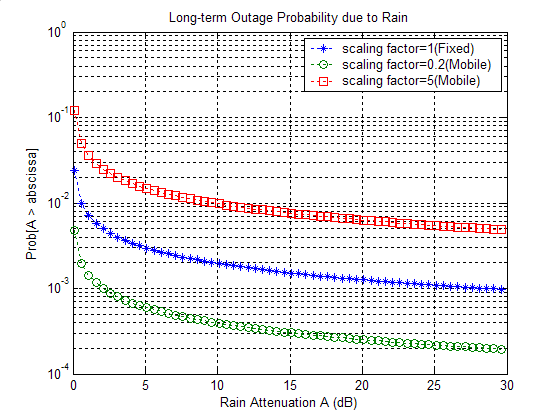 Long-term Outage Probability due to Rain
10^0
scaling factor=1(Fixed)
scaling factor=0.2(Mobile)
scaling factor=5(Mobile)
10^-1
10^-2
10^-3
10^-4
Prob[A > abscissa]
0 5 10 15 20 25 30
Rain Attenuation A (dB)